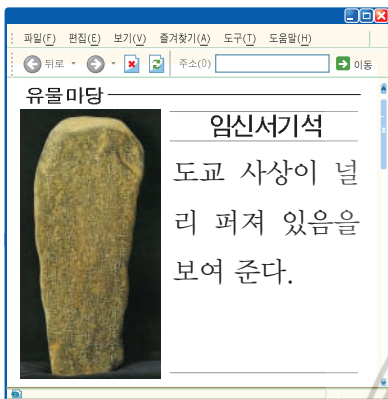 파일(F) 편집(E) 보기(V) 즐겨찾기(A) 도구(T) 도움말(H)
뒤로 주소(D) 이동
유물마당
임신서기석
도교 사상이 널
리 퍼져 있음을
보여 준다.